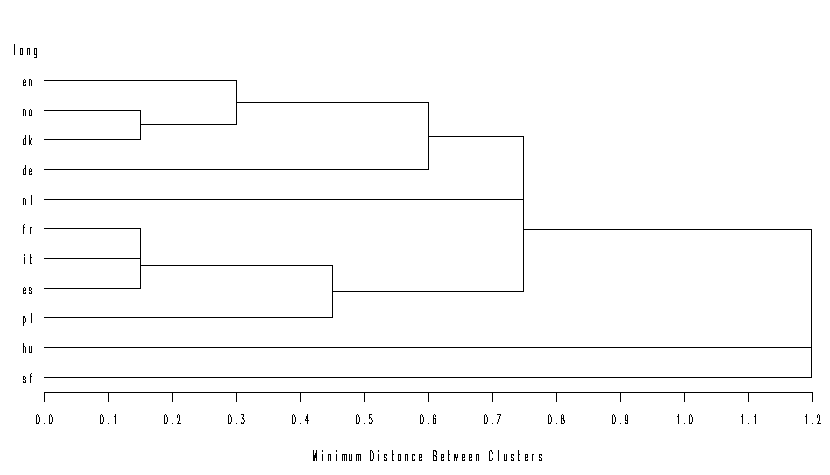 lang
en
no
dk
de
nl
fr
it
es
pl
hu
sf
0.0 0.1 0.2 0.3 0.4 0.5 0.6 0.7 0.8 0.9 1.0 1.1 1.2
Minimum Distance Between Clusters